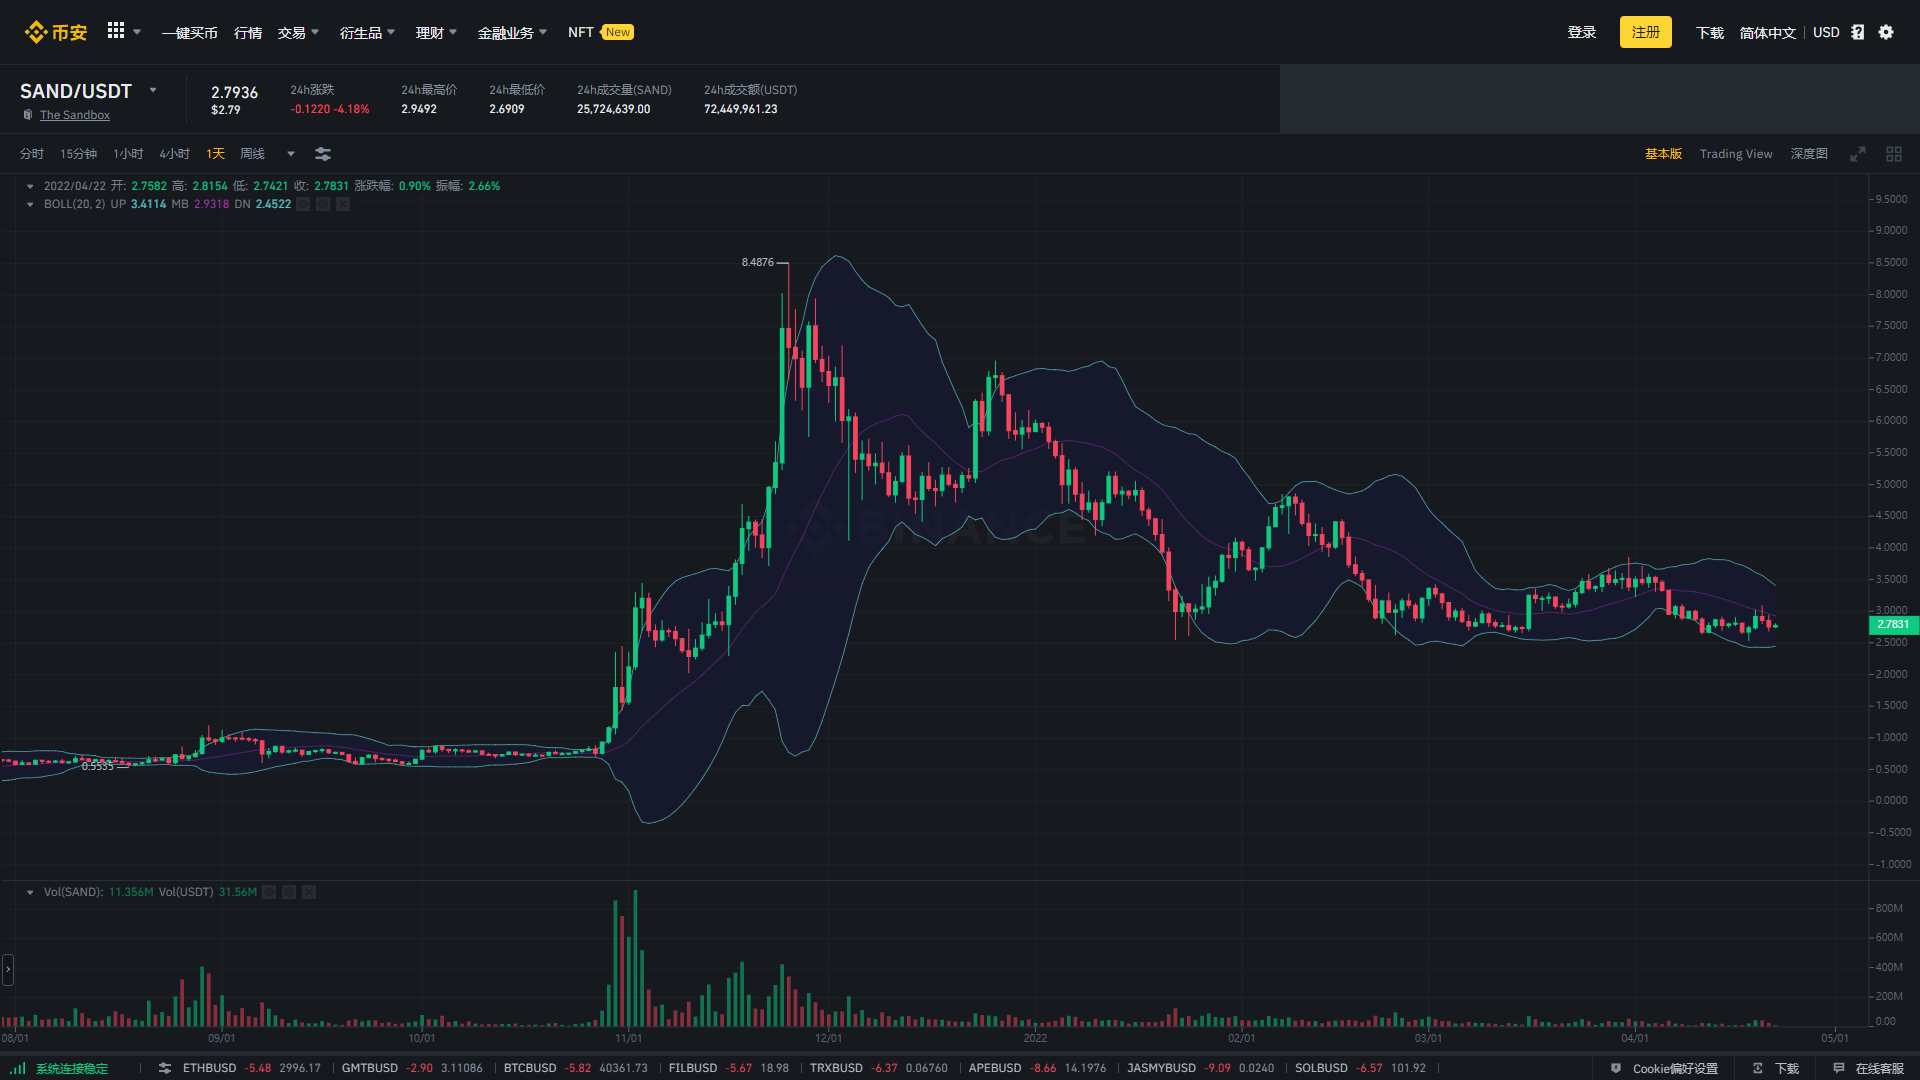 币安 一键买币 行情 交易 衍生品 理财 金融业务 NFT New 登录 注册 下载 简体中文 USD
SAND/USDT
The Sandbox
2.7936
$2.79
24h涨跌
-0.1220 -4.18%
24h最高价
2.9492
24h最低价
2.6909
24h成交量(SAND)
25,724,639.00
24h成交额(USDT)
72,449,961.23
分时 15分钟 1小时 4小时 1天 周线 基本版 Trading View 深度图
2022/04/22 开: 2.7582 高: 2.8154 低: 2.7421 收: 2.7831 涨跌幅: 0.90% 振幅: 2.66%
BOLL(20, 2) UP 3.4114 MB 2.9318 DN 2.4522
9.5000
9.0000
8.5000
8.4876
8.0000
7.5000
7.0000
6.5000
6.0000
5.5000
5.0000
4.5000
BINANCE
4.0000
3.5000
3.0000
2.7831
2.5000
2.0000
1.5000
1.0000
0.5535
0.5000
0.0000
-0.5000
-1.0000
Vol(SAND): 11.356M Vol(USDT) 31.56M
800M
600M
400M
200M
0.00
08/01 09/01 10/01 11/01 12/01 2022 02/01 03/01 04/01 05/01
系统连接稳定 ETHBUSD -5.48 2996.17 GMTBUSD -2.90 3.11086 BTCBUSD -5.82 40361.73 FILBUSD -5.67 18.98 TRXBUSD -6.37 0.06760 APEBUSD -8.66 14.1976 JASMYBUSD -9.09 0.0240 SOLBUSD -6.57 101.92 Cookie偏好设置 下载 在线客服